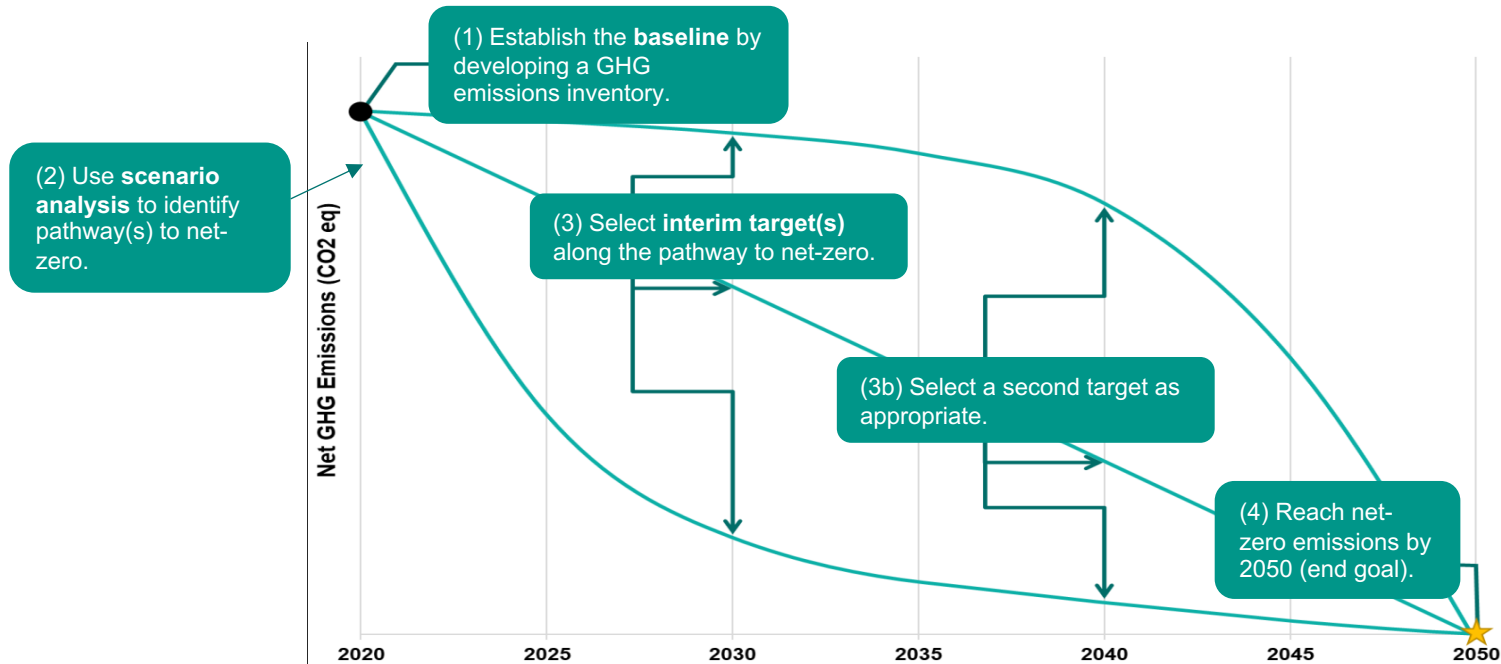 (1) Establish the baseline by
developing a GHG
emissions inventory.
(2) Use scenario
analysis to identify
pathway(s) to net-
zero.
(3) Select interim target(s)
along the pathway to net-zero.
(3b) Select a second target as
appropriate.
(4) Reach net-
zero emissions by
2050 (end goal).
Net GHG Emissions (CO2 eq)
2020 2025 2030 2035 2040 2045 2050